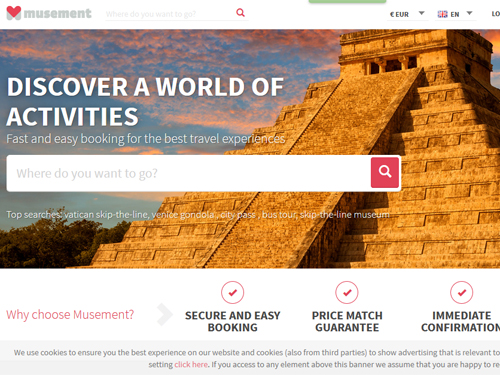 musement Where do you want to go? € EUR EN LO
DISCOVER A WORLD OF
ACTIVITIES
Fast and easy booking for the best travel experiences
Where do you want to go?
Top searches: vatican skip-the-line, venice gondola, city pass, bus tour, skip-the-line museum
Why choose Musement?
SECURE AND EASY
BOOKING
PRICE MATCH
GUARANTEE
IMMEDIATE
CONFIRMATION
We use cookies to ensure you the best experience on our website and cookies (also from third parties) to show advertising that is relevant to
setting click here. If you access to any element above this banner we assume that you are happy to re